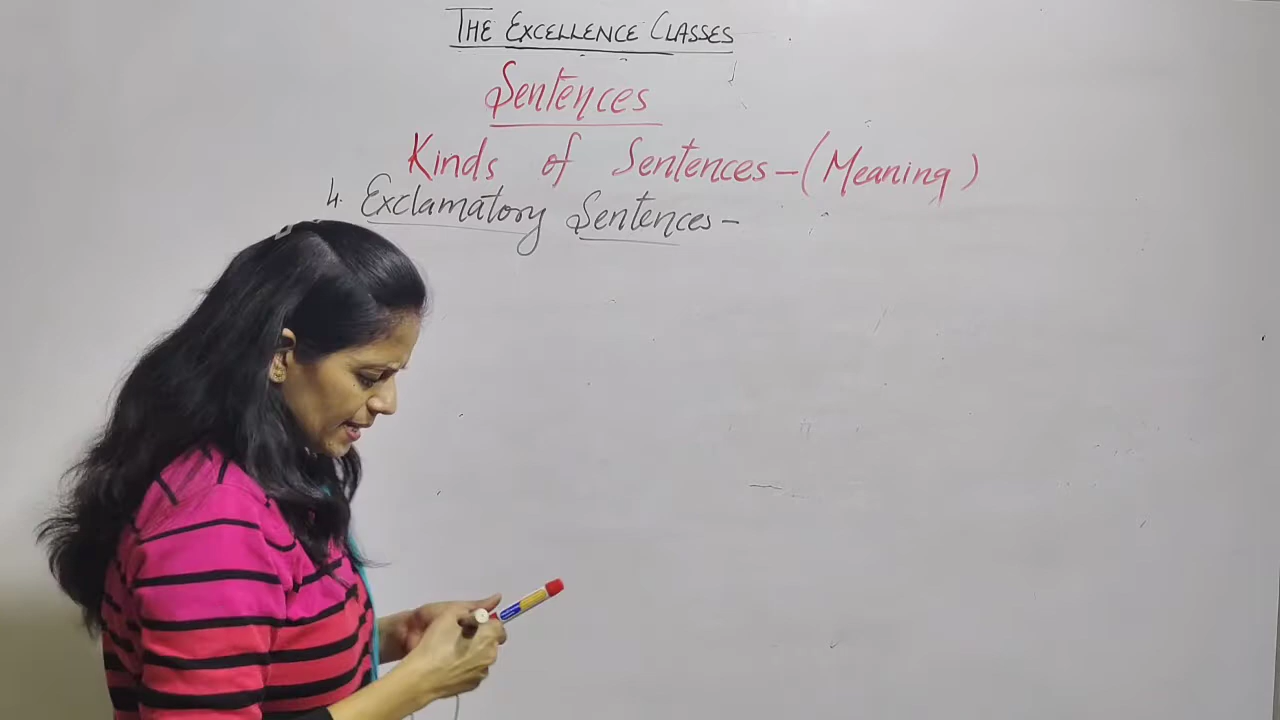 THE EXCELLENCE CLASSES
Sentences
Kinds of Sentences - (Meaning)
4. Exclamatory Sentences -